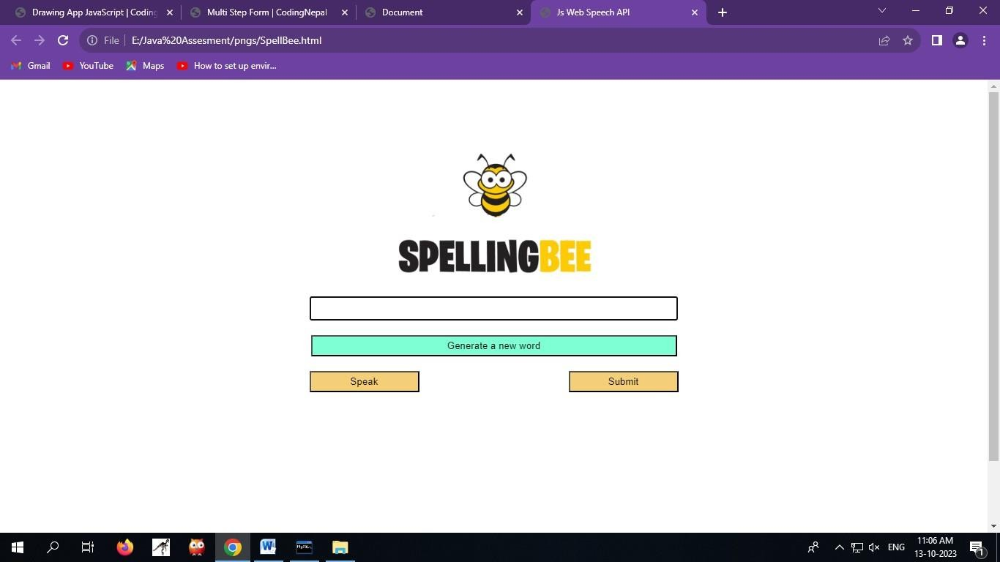 Drawing App JavaScript | Coding
Multi Step Form | CodingNepal
Document
Js Web Speech API
File
E:/Java%20Assesment/pngs/SpellBee.html
Gmail
YouTube
Maps
How to set up envir...
SPELLINGBEE
Generate a new word
Speak
Submit
MySQL
ENG
11:06 AM
13-10-2023
1